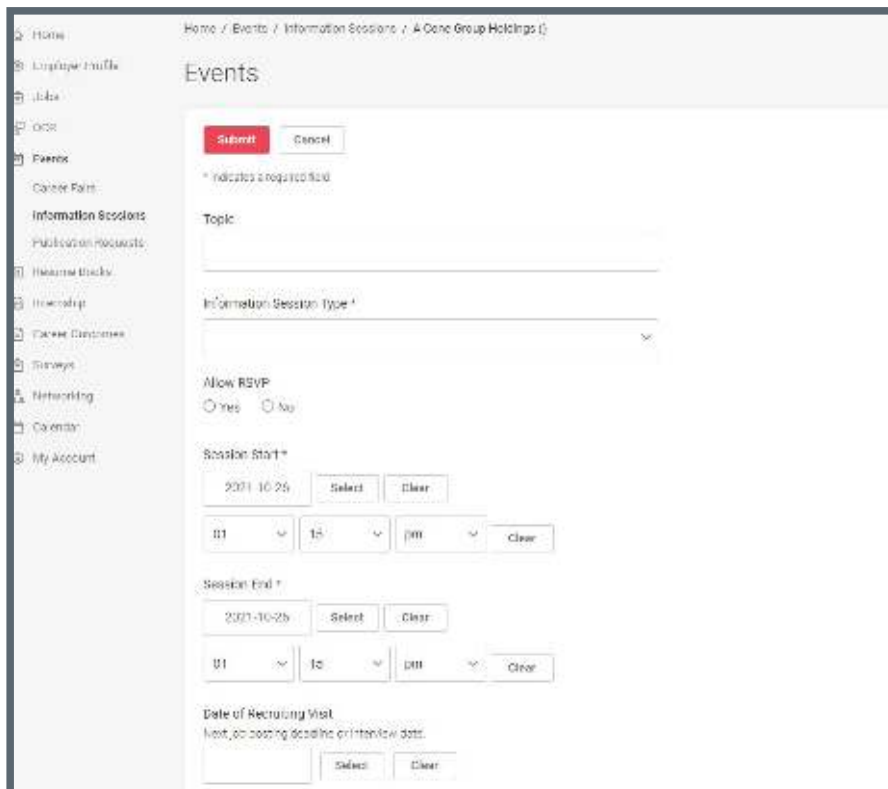 Home
Employer Profile
Jobs
OCR
Events
Career Fairs
Information Sessions
Publication Requests
Resume Books
Internship
Career Outcomes
Surveys
Networking
Calendar
My Account
Home / Events / Information Sessions / A Cone Group Holdings ()
Events
Submit Cancel
* indicates a required field
Topic
Information Session Type *
Allow RSVP
Yes No
Session Start *
2021-10-26 Select Clear
01 15 pm Clear
Session End *
2021-10-26 Select Clear
01 15 pm Clear
Date of Recruiting Visit
Next job posting deadline or interview date.
Select Clear